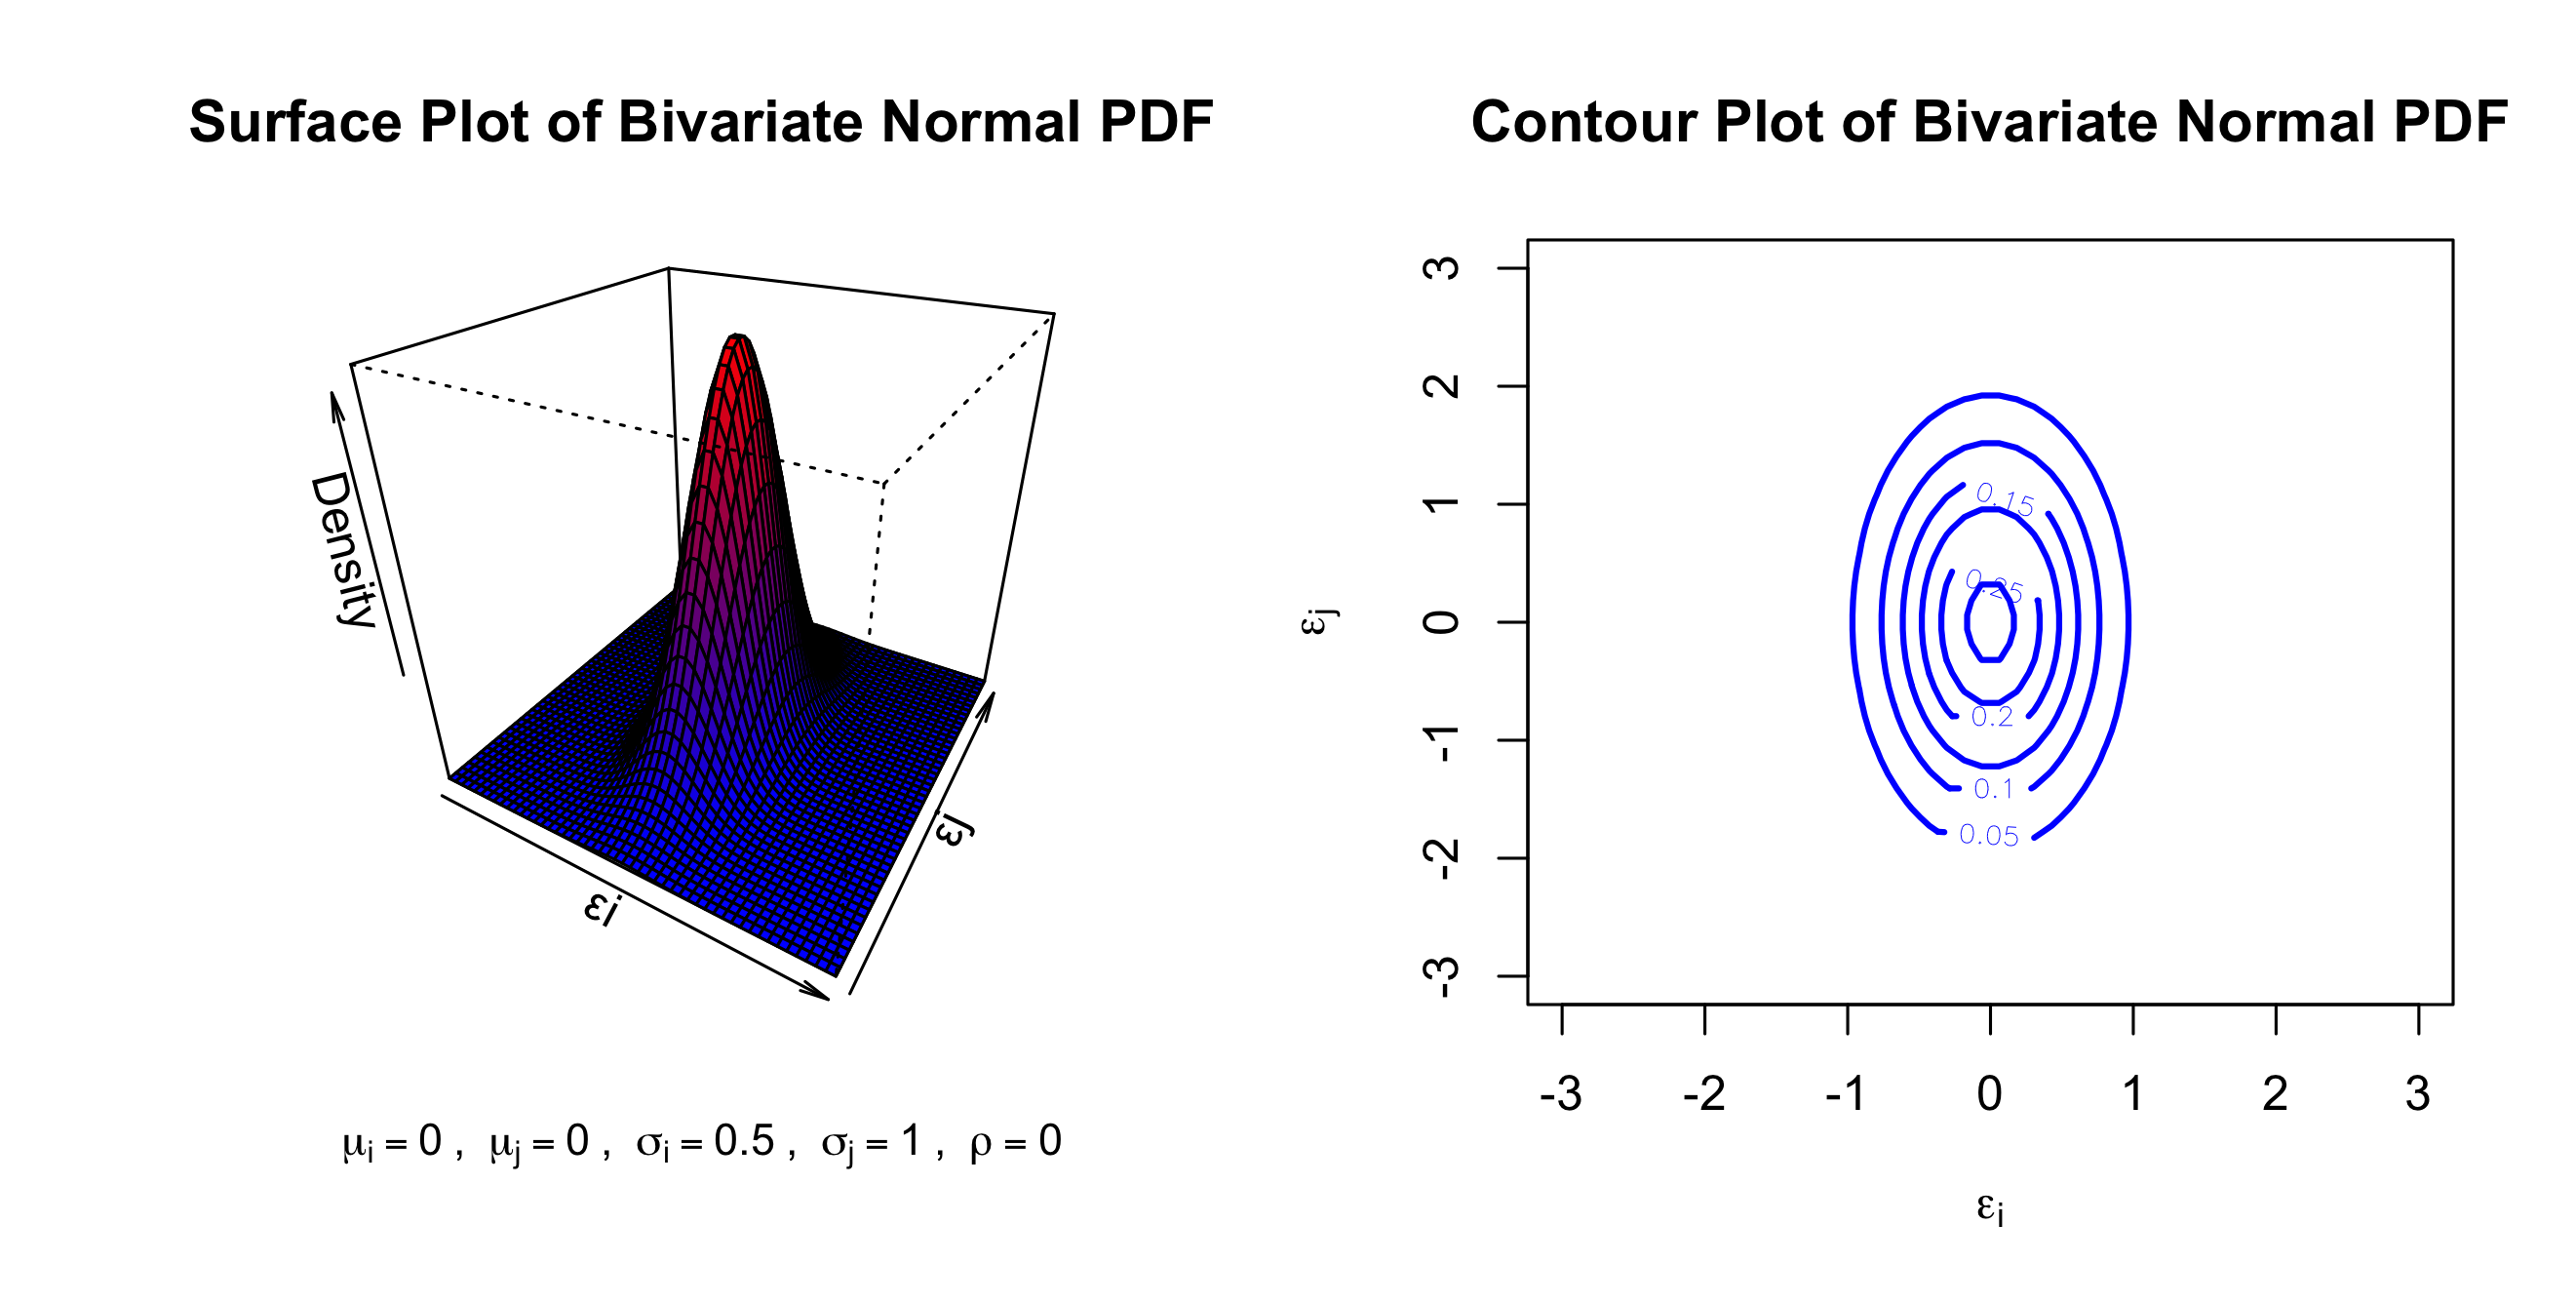 Surface Plot of Bivariate Normal PDF
Density
εi
εj
μi = 0 , μj = 0 , σi = 0.5 , σj = 1 , ρ = 0
Contour Plot of Bivariate Normal PDF
εj
3
2
1
0
-1
-2
-3
0.15
0.25
0.2
0.1
0.05
-3 -2 -1 0 1 2 3
εi